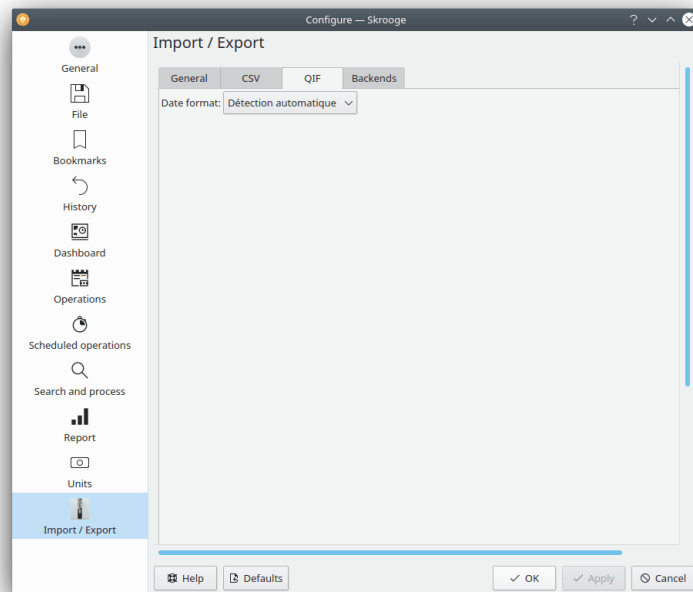 Configure — Skrooge
General
File
Bookmarks
History
Dashboard
Operations
Scheduled operations
Search and process
Report
Units
Import / Export
Import / Export
General CSV QIF Backends
Date format: Détection automatique
Help Defaults OK Apply Cancel